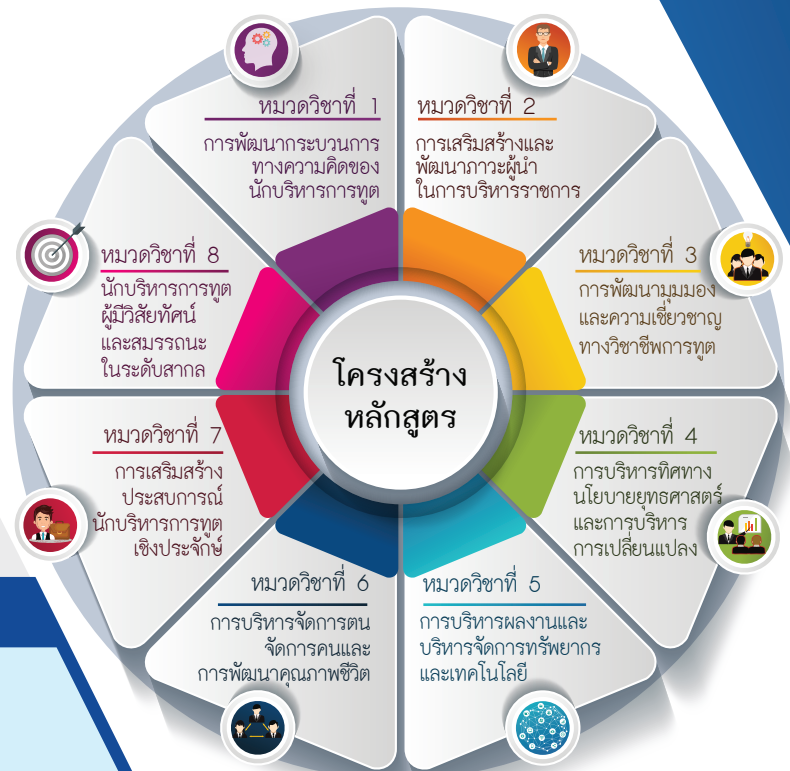 โครงสร้าง
หลักสูตร
หมวดวิชาที่ 1
การพัฒนากระบวนการ
ทางความคิดของ
นักบริหารการทูต
หมวดวิชาที่ 2
การเสริมสร้างและ
พัฒนาภาวะผู้นำ
ในการบริหารราชการ
หมวดวิชาที่ 3
การพัฒนามุมมอง
และความเชี่ยวชาญ
ทางวิชาชีพการทูต
หมวดวิชาที่ 4
การบริหารทิศทาง
นโยบายยุทธศาสตร์
และการบริหาร
การเปลี่ยนแปลง
หมวดวิชาที่ 5
การบริหารผลงานและ
บริหารจัดการทรัพยากร
และเทคโนโลยี
หมวดวิชาที่ 6
การบริหารจัดการตน
จัดการคนและ
การพัฒนาคุณภาพชีวิต
หมวดวิชาที่ 7
การเสริมสร้าง
ประสบการณ์
นักบริหารการทูต
เชิงประจักษ์
หมวดวิชาที่ 8
นักบริหารการทูต
ผู้มีวิสัยทัศน์
และสมรรถนะ
ในระดับสากล